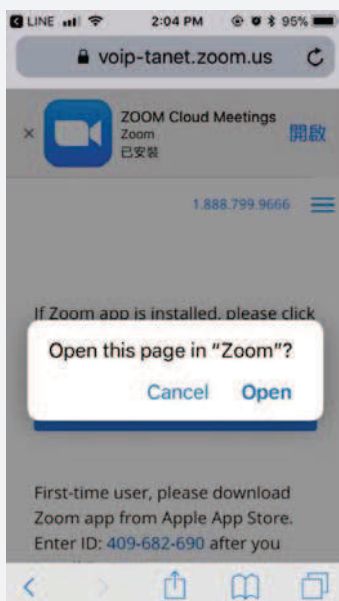 LINE 2:04 PM 95%
voip-tanet.zoom.us
ZOOM Cloud Meetings
Zoom
已安裝
開啟
1.888.799.9666
If Zoom app is installed, please click
Open this page in "Zoom"?
Cancel Open
First-time user, please download
Zoom app from Apple App Store.
Enter ID: 409-682-690 after you